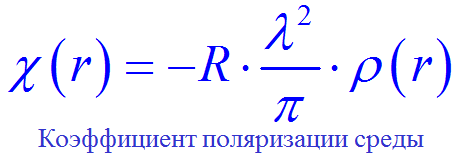 χ(r) = −R · λ²/π · ρ(r)
Коэффициент поляризации среды